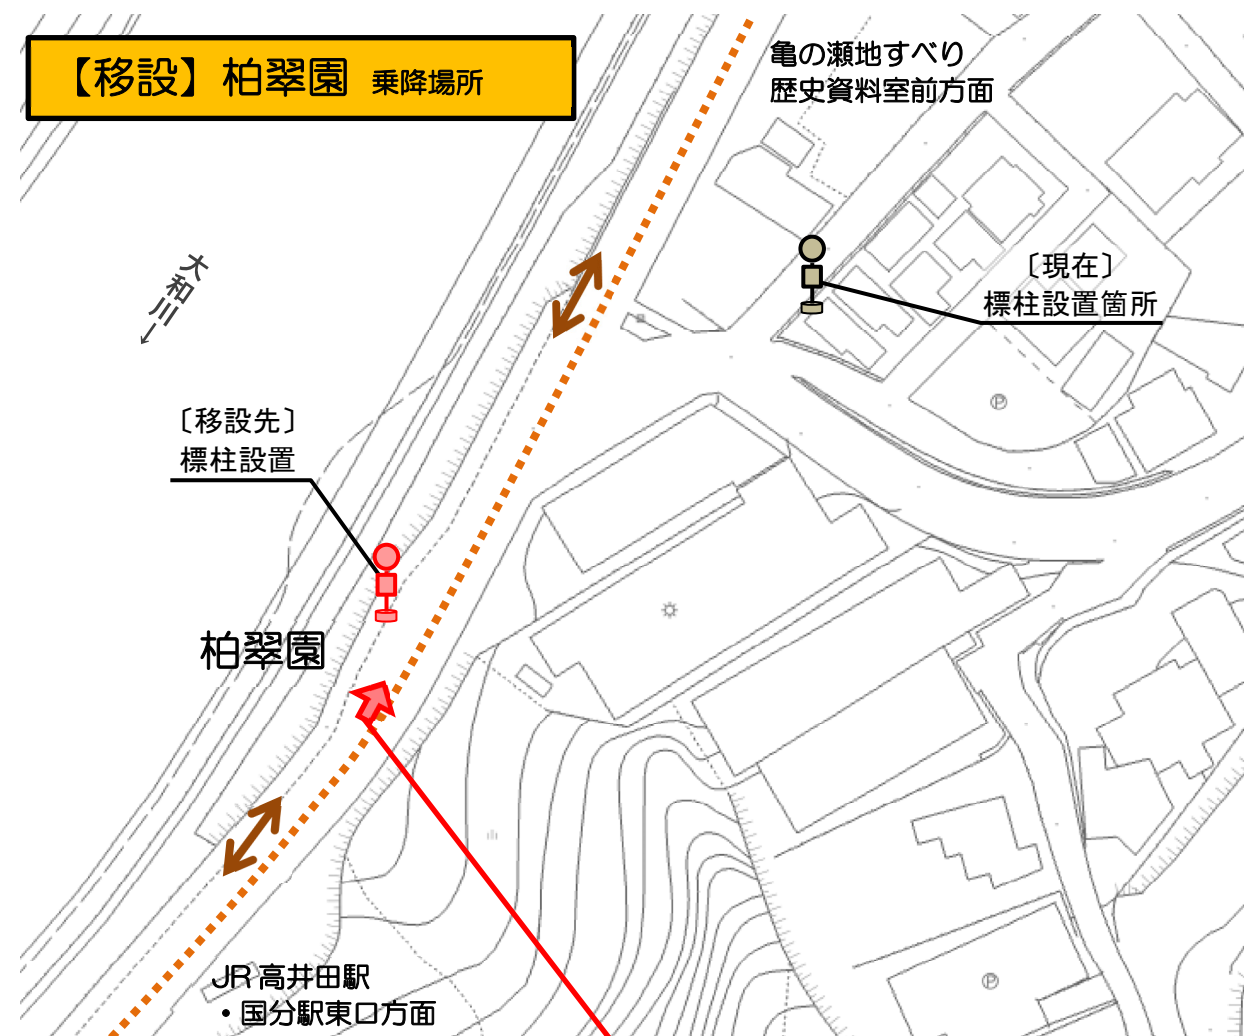 【移設】柏翠園 乗降場所
亀の瀬地すべり
歴史資料室前方面
大和川←
〔現在〕
標柱設置箇所
〔移設先〕
標柱設置
柏翠園
JR高井田駅
・国分駅東口方面
Ⓟ
Ⓟ